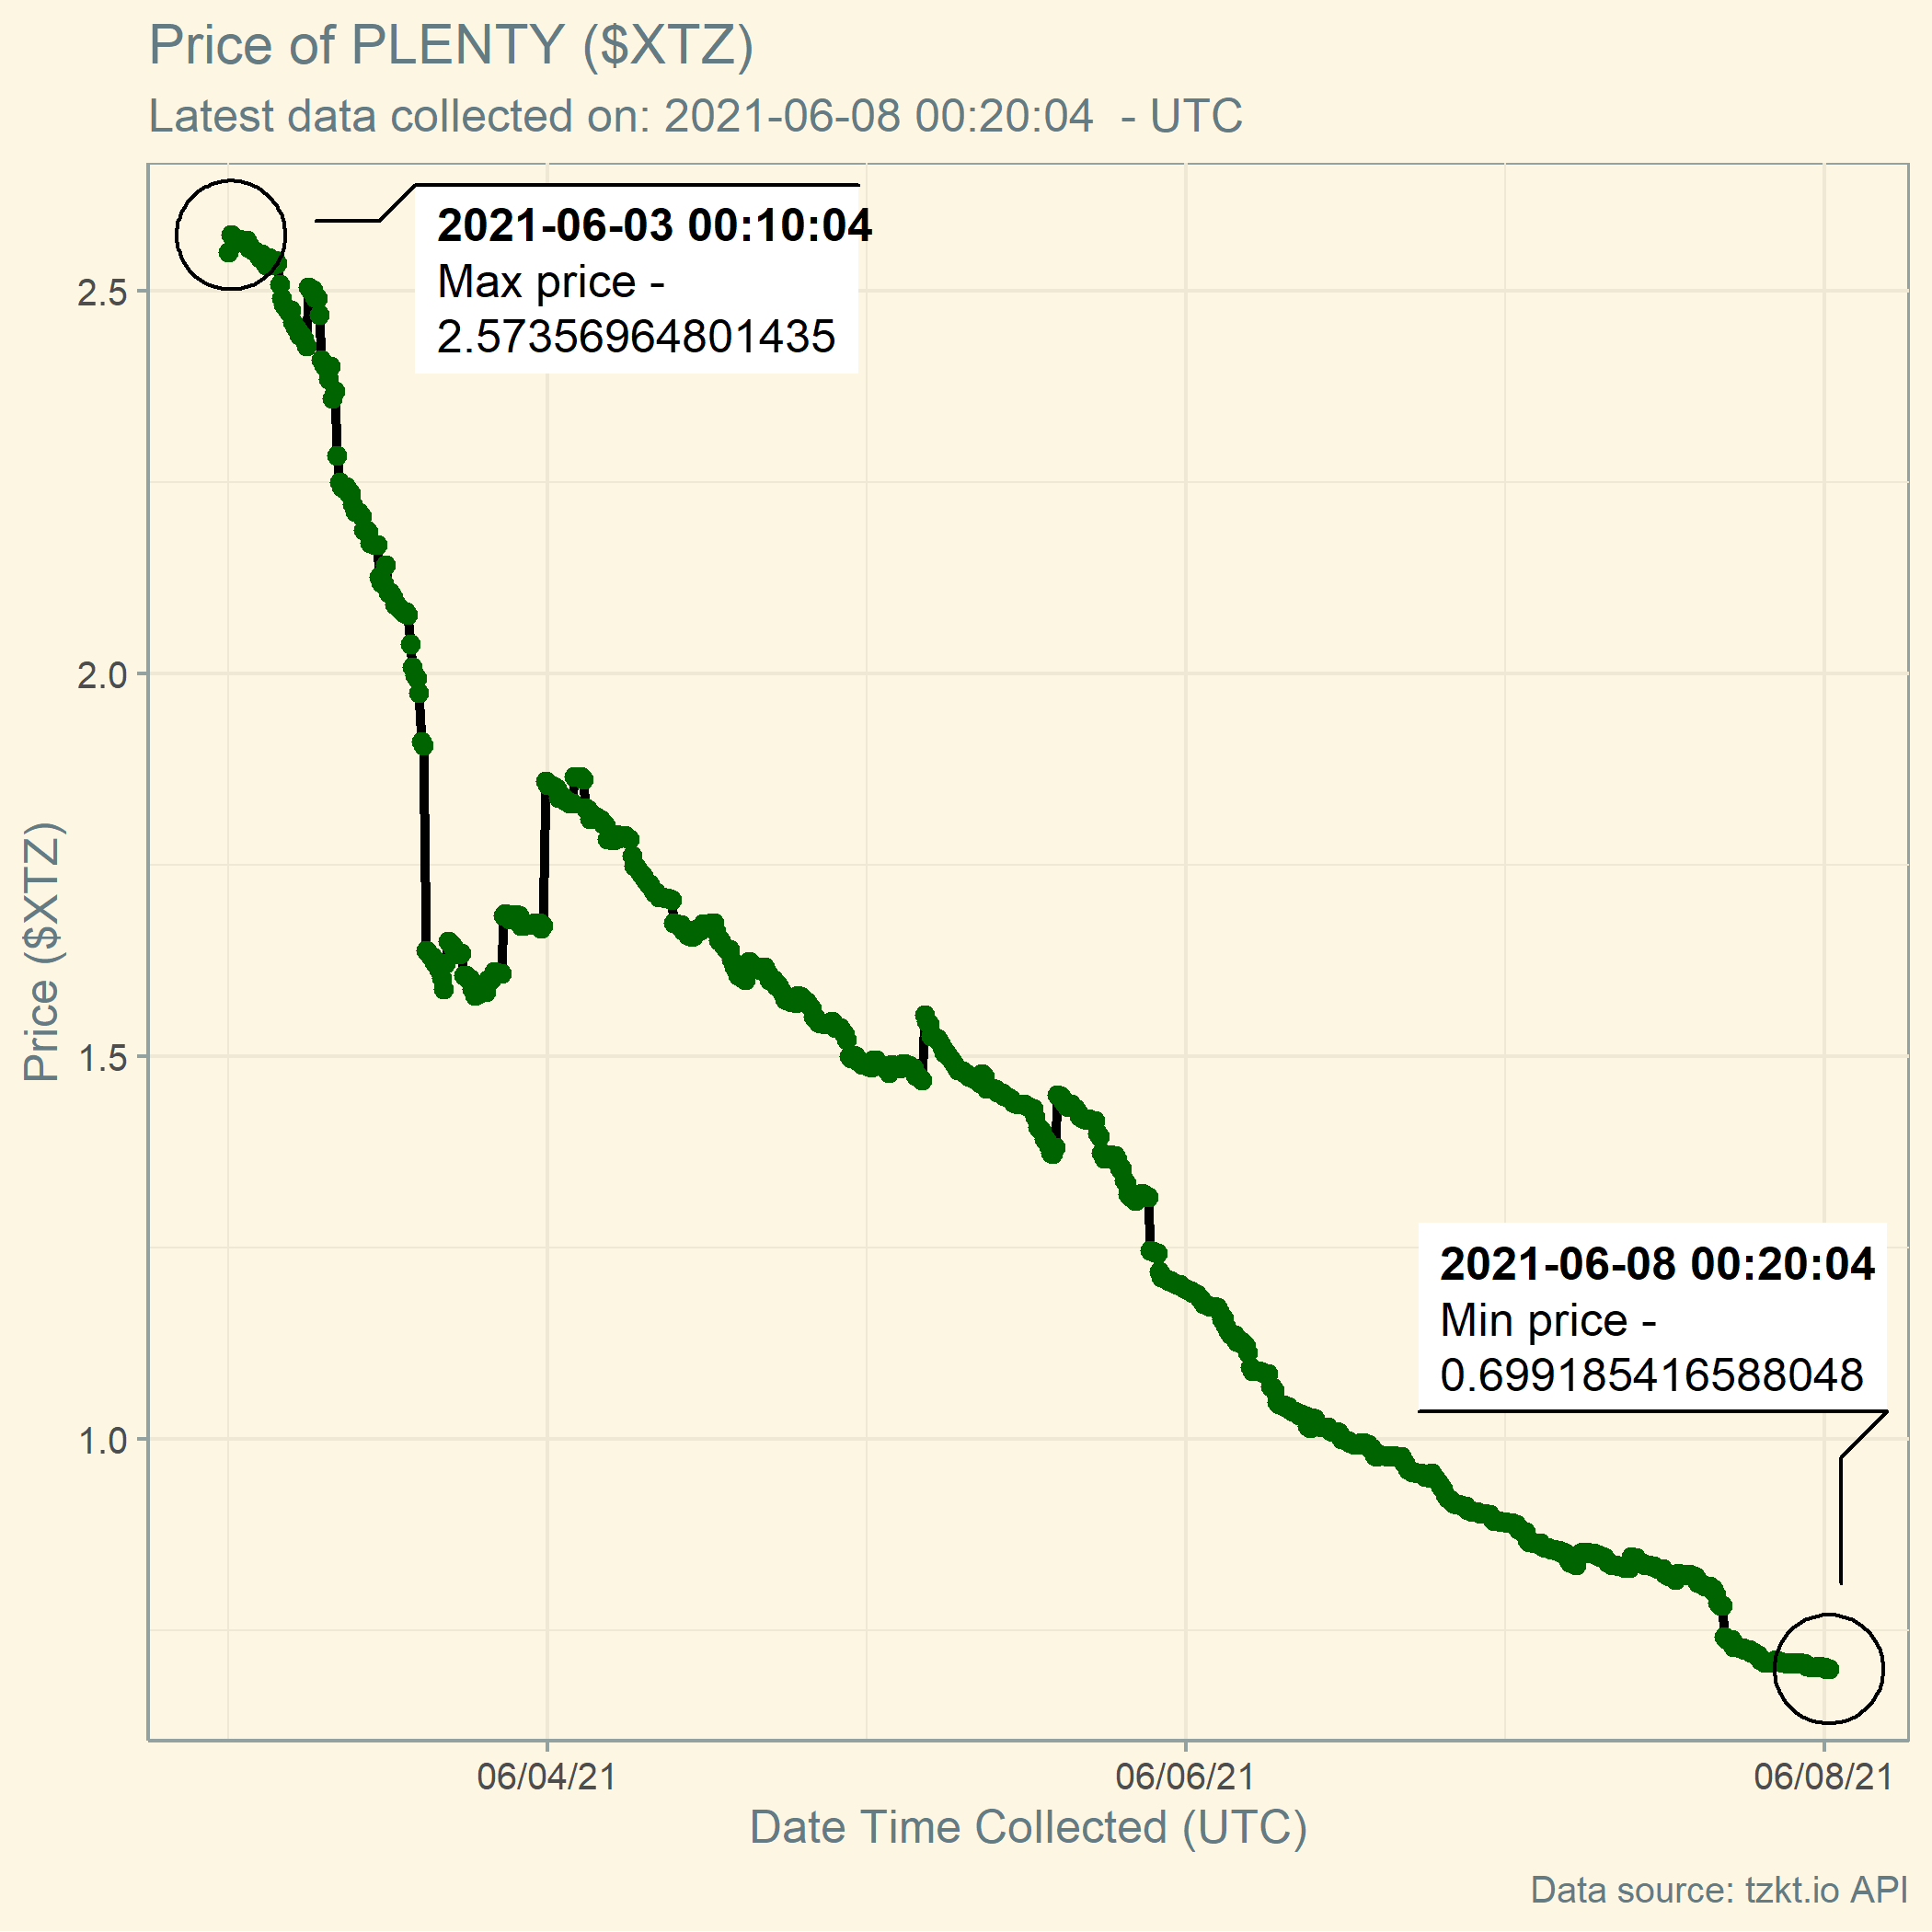 Price of PLENTY ($XTZ)
Latest data collected on: 2021-06-08 00:20:04  - UTC
2021-06-03 00:10:04
Max price -
2.57356964801435
2.5
2.0
1.5
1.0
Price ($XTZ)
2021-06-08 00:20:04
Min price -
0.699185416588048
06/04/21
06/06/21
06/08/21
Date Time Collected (UTC)
Data source: tzkt.io API